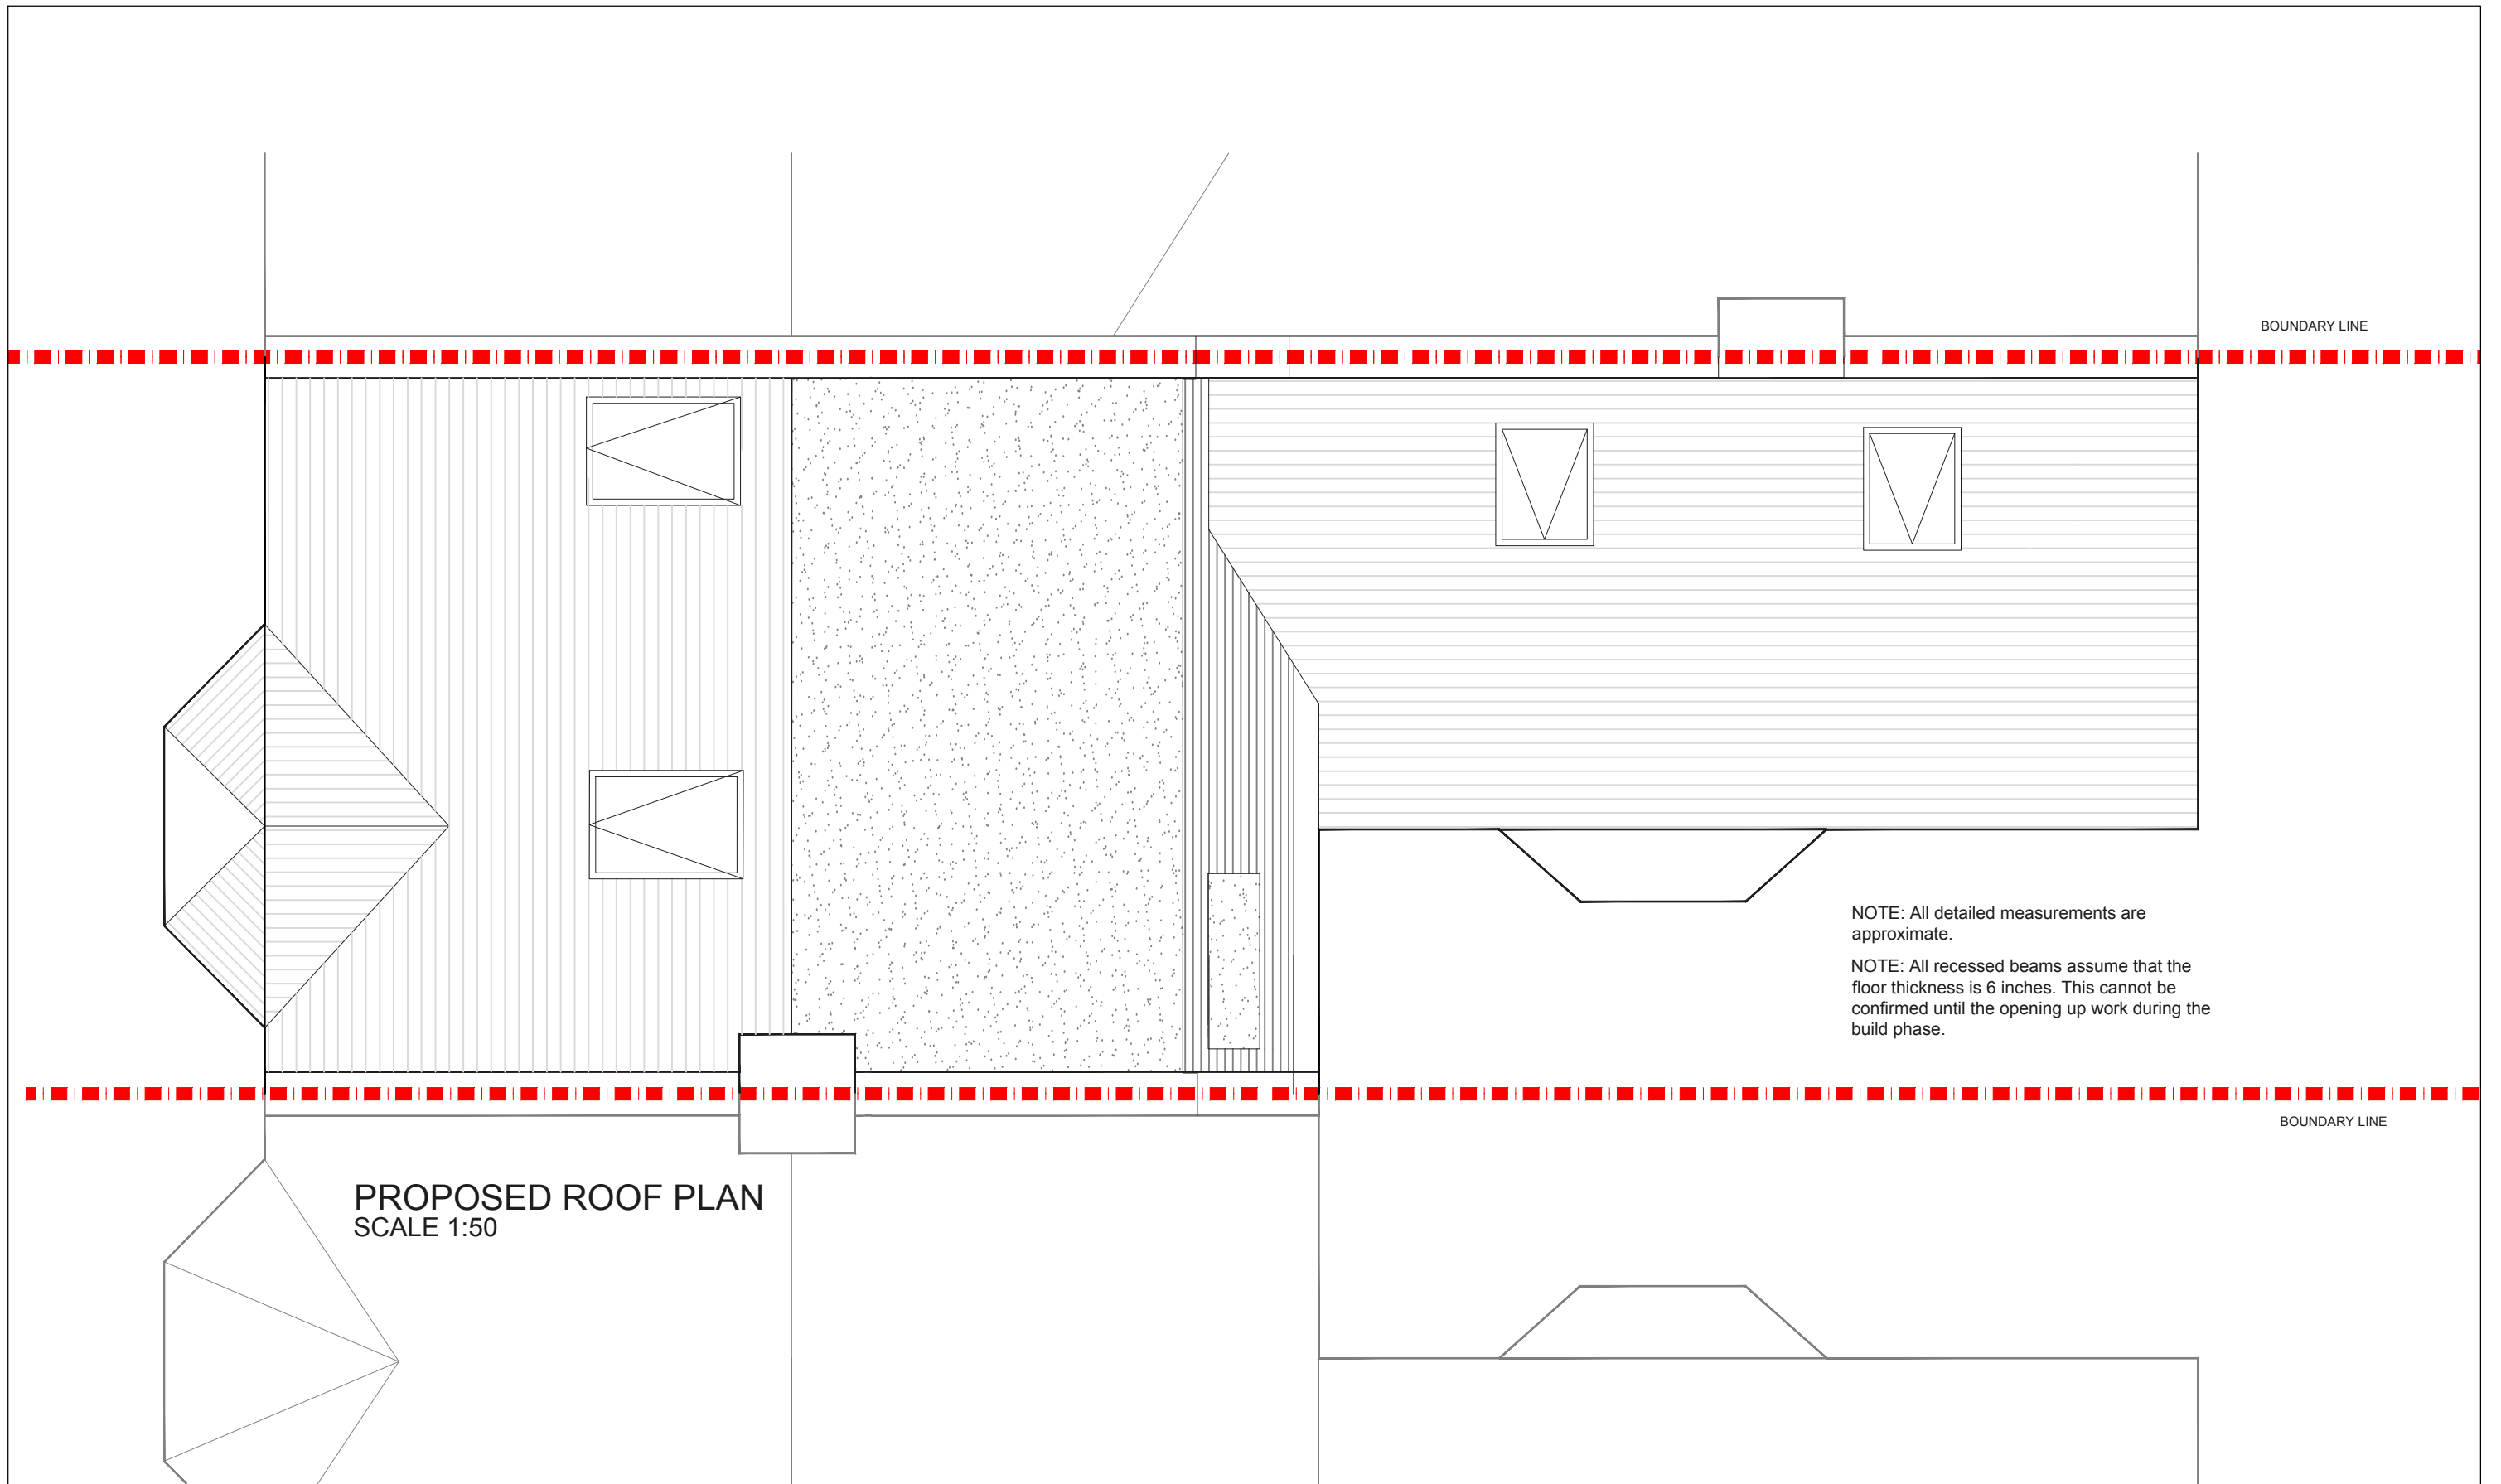 BOUNDARY LINE
NOTE: All detailed measurements are
approximate.
NOTE: All recessed beams assume that the
floor thickness is 6 inches. This cannot be
confirmed until the opening up work during the
build phase.
BOUNDARY LINE
PROPOSED ROOF PLAN
SCALE 1:50